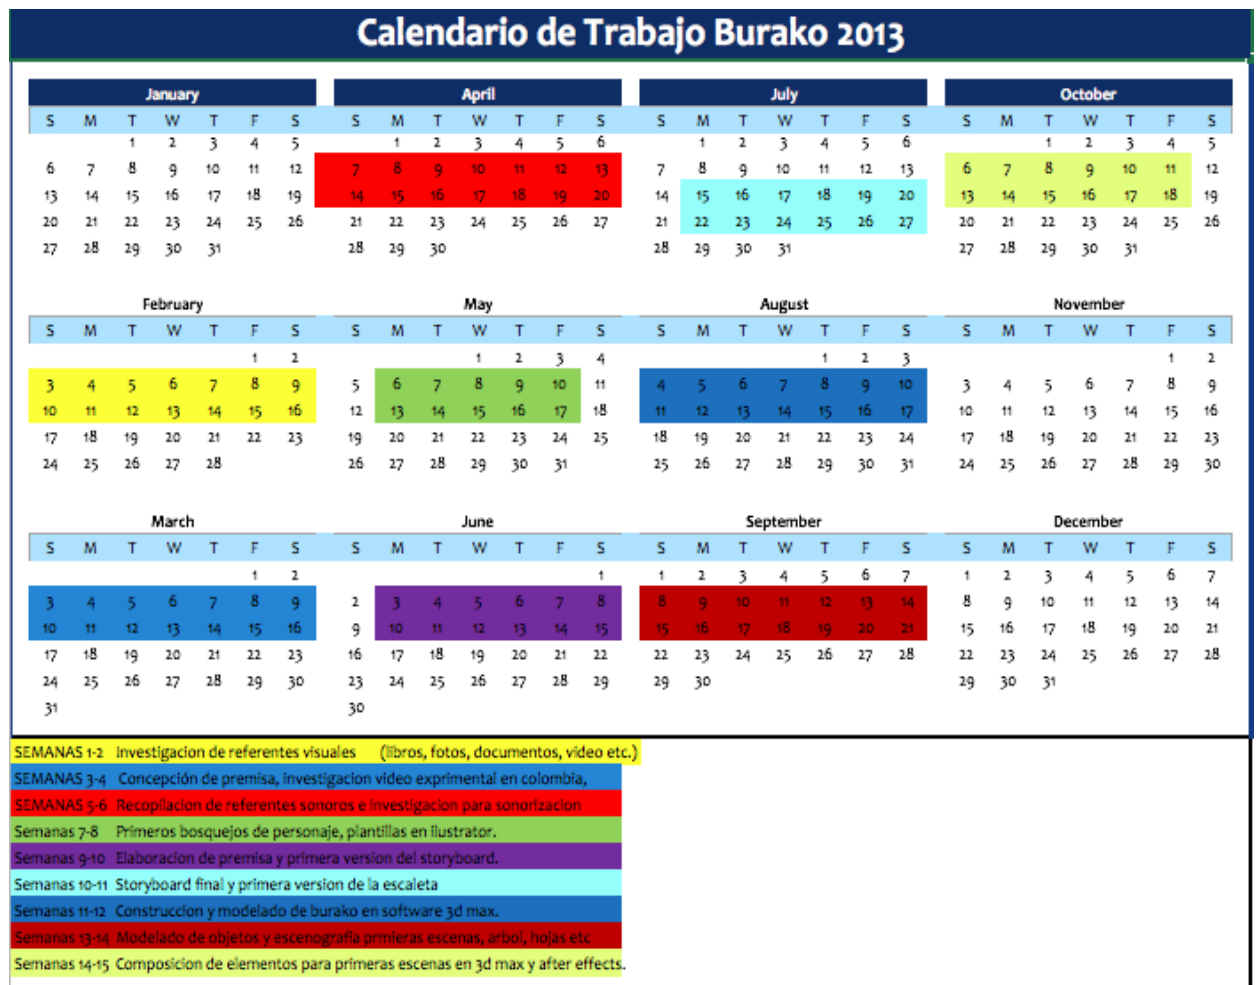 Calendario de Trabajo Burako 2013
January April July October
S M T W T F S S M T W T F S S M T W T F S S M T W T F S
1 2 3 4 5 1 2 3 4 5 6 1 2 3 4 5 6 1 2 3 4 5
6 7 8 9 10 11 12 7 8 9 10 11 12 13 7 8 9 10 11 12 13 6 7 8 9 10 11 12
13 14 15 16 17 18 19 14 15 16 17 18 19 20 14 15 16 17 18 19 20 13 14 15 16 17 18 19
20 21 22 23 24 25 26 21 22 23 24 25 26 27 21 22 23 24 25 26 27 20 21 22 23 24 25 26
27 28 29 30 31 28 29 30 28 29 30 31 27 28 29 30 31
February May August November
S M T W T F S S M T W T F S S M T W T F S S M T W T F S
1 2 1 2 3 4 1 2 3 1 2
3 4 5 6 7 8 9 5 6 7 8 9 10 11 4 5 6 7 8 9 10 3 4 5 6 7 8 9
10 11 12 13 14 15 16 12 13 14 15 16 17 18 11 12 13 14 15 16 17 10 11 12 13 14 15 16
17 18 19 20 21 22 23 19 20 21 22 23 24 25 18 19 20 21 22 23 24 17 18 19 20 21 22 23
24 25 26 27 28 26 27 28 29 30 31 25 26 27 28 29 30 31 24 25 26 27 28 29 30
March June September December
S M T W T F S S M T W T F S S M T W T F S S M T W T F S
1 2 1 1 2 3 4 5 6 7 1 2 3 4 5 6 7
3 4 5 6 7 8 9 2 3 4 5 6 7 8 8 9 10 11 12 13 14 8 9 10 11 12 13 14
10 11 12 13 14 15 16 9 10 11 12 13 14 15 15 16 17 18 19 20 21 15 16 17 18 19 20 21
17 18 19 20 21 22 23 16 17 18 19 20 21 22 22 23 24 25 26 27 28 22 23 24 25 26 27 28
24 25 26 27 28 29 30 23 24 25 26 27 28 29 29 30 29 30 31
31 30
SEMANAS 1-2 Investigacion de referentes visuales (libros, fotos, documentos, video etc.)
SEMANAS 3-4 Concepción de premisa, investigacion video exprimental en colombia,
SEMANAS 5-6 Recopilacion de referentes sonoros e investigacion para sonorizacion
Semanas 7-8 Primeros bosquejos de personaje, plantillas en ilustrator.
Semanas 9-10 Elaboracion de premisa y primera version del storyboard.
Semanas 10-11 Storyboard final y primera version de la escaleta
Semanas 11-12 Construccion y modelado de burako en software 3d max.
Semanas 13-14 Modelado de objetos y escenografia prmieras escenas, arbol, hojas etc
Semanas 14-15 Composicion de elementos para primeras escenas en 3d max y after effects.